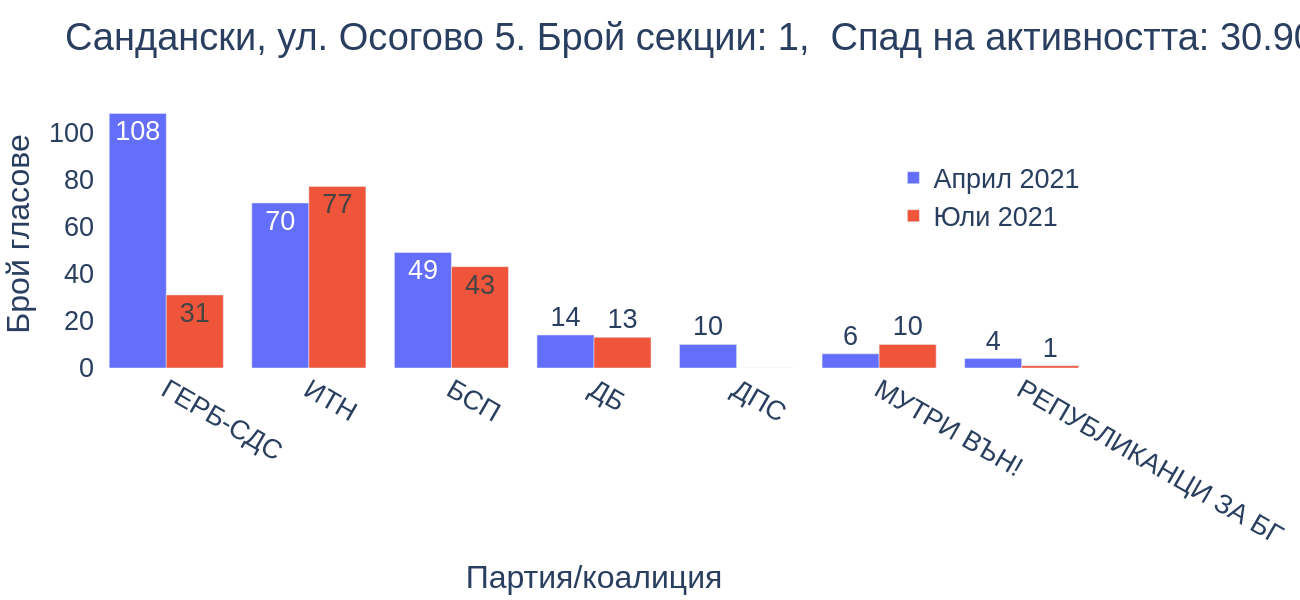 Сандански, ул. Осогово 5. Брой секции: 1, Спад на активността: 30.90
Брой гласове
100
80
60
40
20
0
108
31
70
77
49
43
14
13
10
6
10
4
1
Април 2021
Юли 2021
ГЕРБ-СДС
ИТН
БСП
ДБ
ДПС
МУТРИ ВЪН!
РЕПУБЛИКАНЦИ ЗА БГ
Партия/коалиция